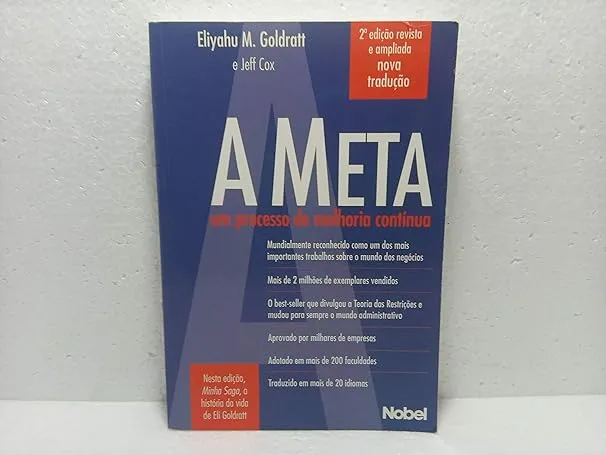 Eliyahu M. Goldratt
e Jeff Cox
2ª edição revista
e ampliada
nova
tradução
A META
um processo de melhoria contínua
Mundialmente reconhecido como um dos mais
importantes trabalhos sobre o mundo dos negócios
Mais de 2 milhões de exemplares vendidos
O best-seller que divulgou a Teoria das Restrições e
mudou para sempre o mundo administrativo
Aprovado por milhares de empresas
Adotado em mais de 200 faculdades
Traduzido em mais de 20 idiomas
Nesta edição,
Minha Saga, a
história da vida
de Eli Goldratt
Nobel